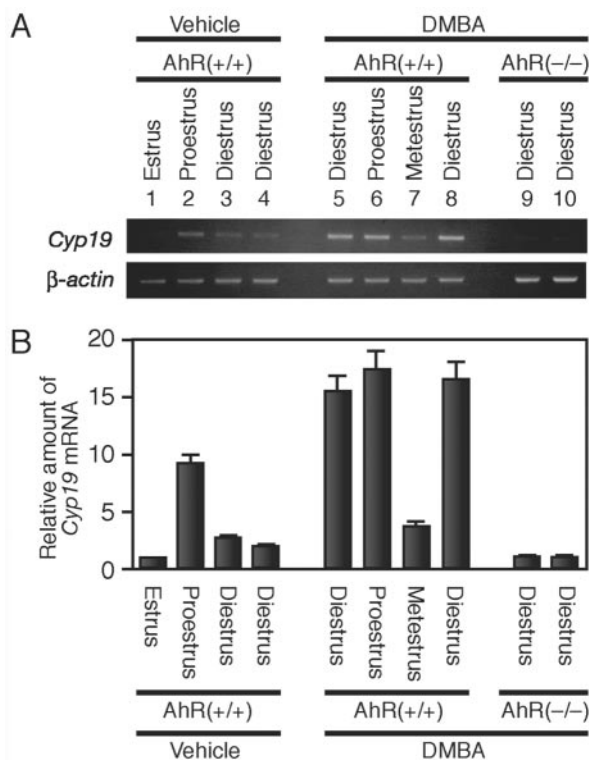 A
Vehicle DMBA
AhR(+/+) AhR(+/+) AhR(−/−)
Estrus Proestrus Diestrus Diestrus Diestrus Proestrus Metestrus Diestrus Diestrus Diestrus
1 2 3 4 5 6 7 8 9 10
Cyp19
β-actin
B
Relative amount of
Cyp19 mRNA
20
15
10
5
0
Estrus Proestrus Diestrus Diestrus Diestrus Proestrus Metestrus Diestrus Diestrus Diestrus
AhR(+/+) AhR(+/+) AhR(−/−)
Vehicle DMBA